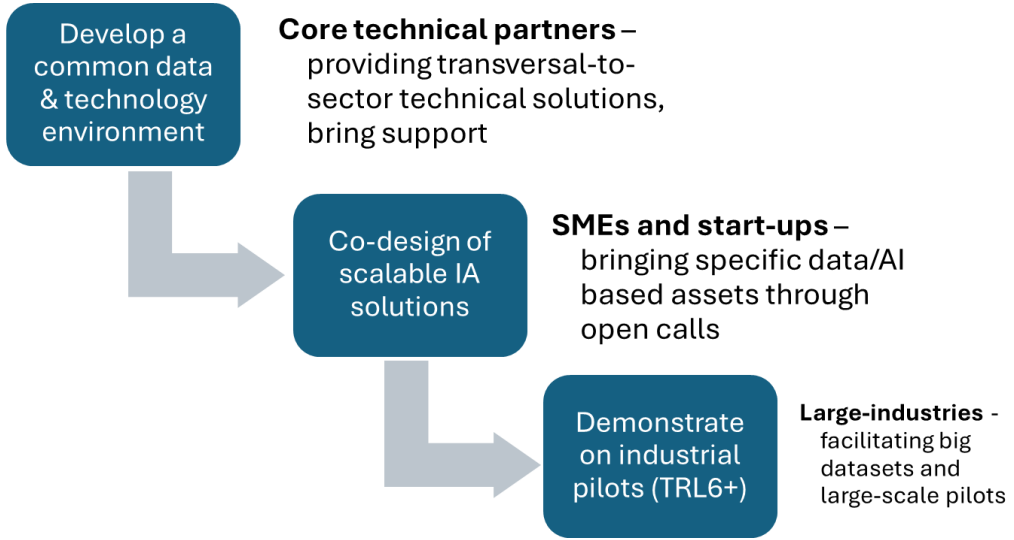 Develop a
common data
& technology
environment
Core technical partners –
providing transversal-to-
sector technical solutions,
bring support
Co-design of
scalable IA
solutions
SMEs and start-ups –
bringing specific data/AI
based assets through
open calls
Demonstrate
on industrial
pilots (TRL6+)
Large-industries -
facilitating big
datasets and
large-scale pilots